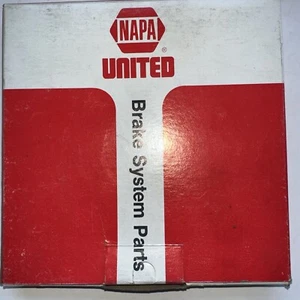 NAPA
®
UNITED
Brake System Parts